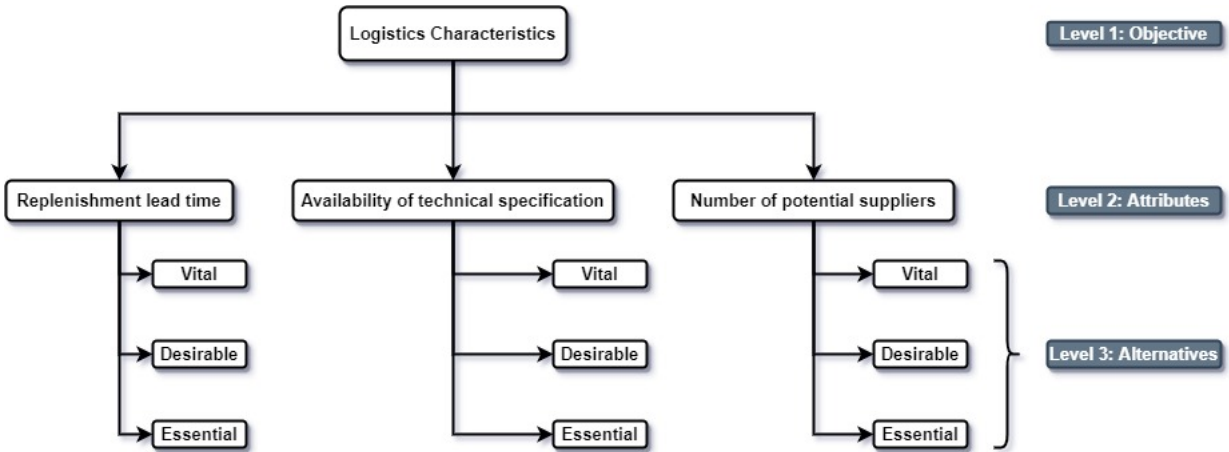 Logistics Characteristics
Level 1: Objective
Replenishment lead time
Availability of technical specification
Number of potential suppliers
Level 2: Attributes
Vital
Vital
Vital
Desirable
Desirable
Desirable
Level 3: Alternatives
Essential
Essential
Essential